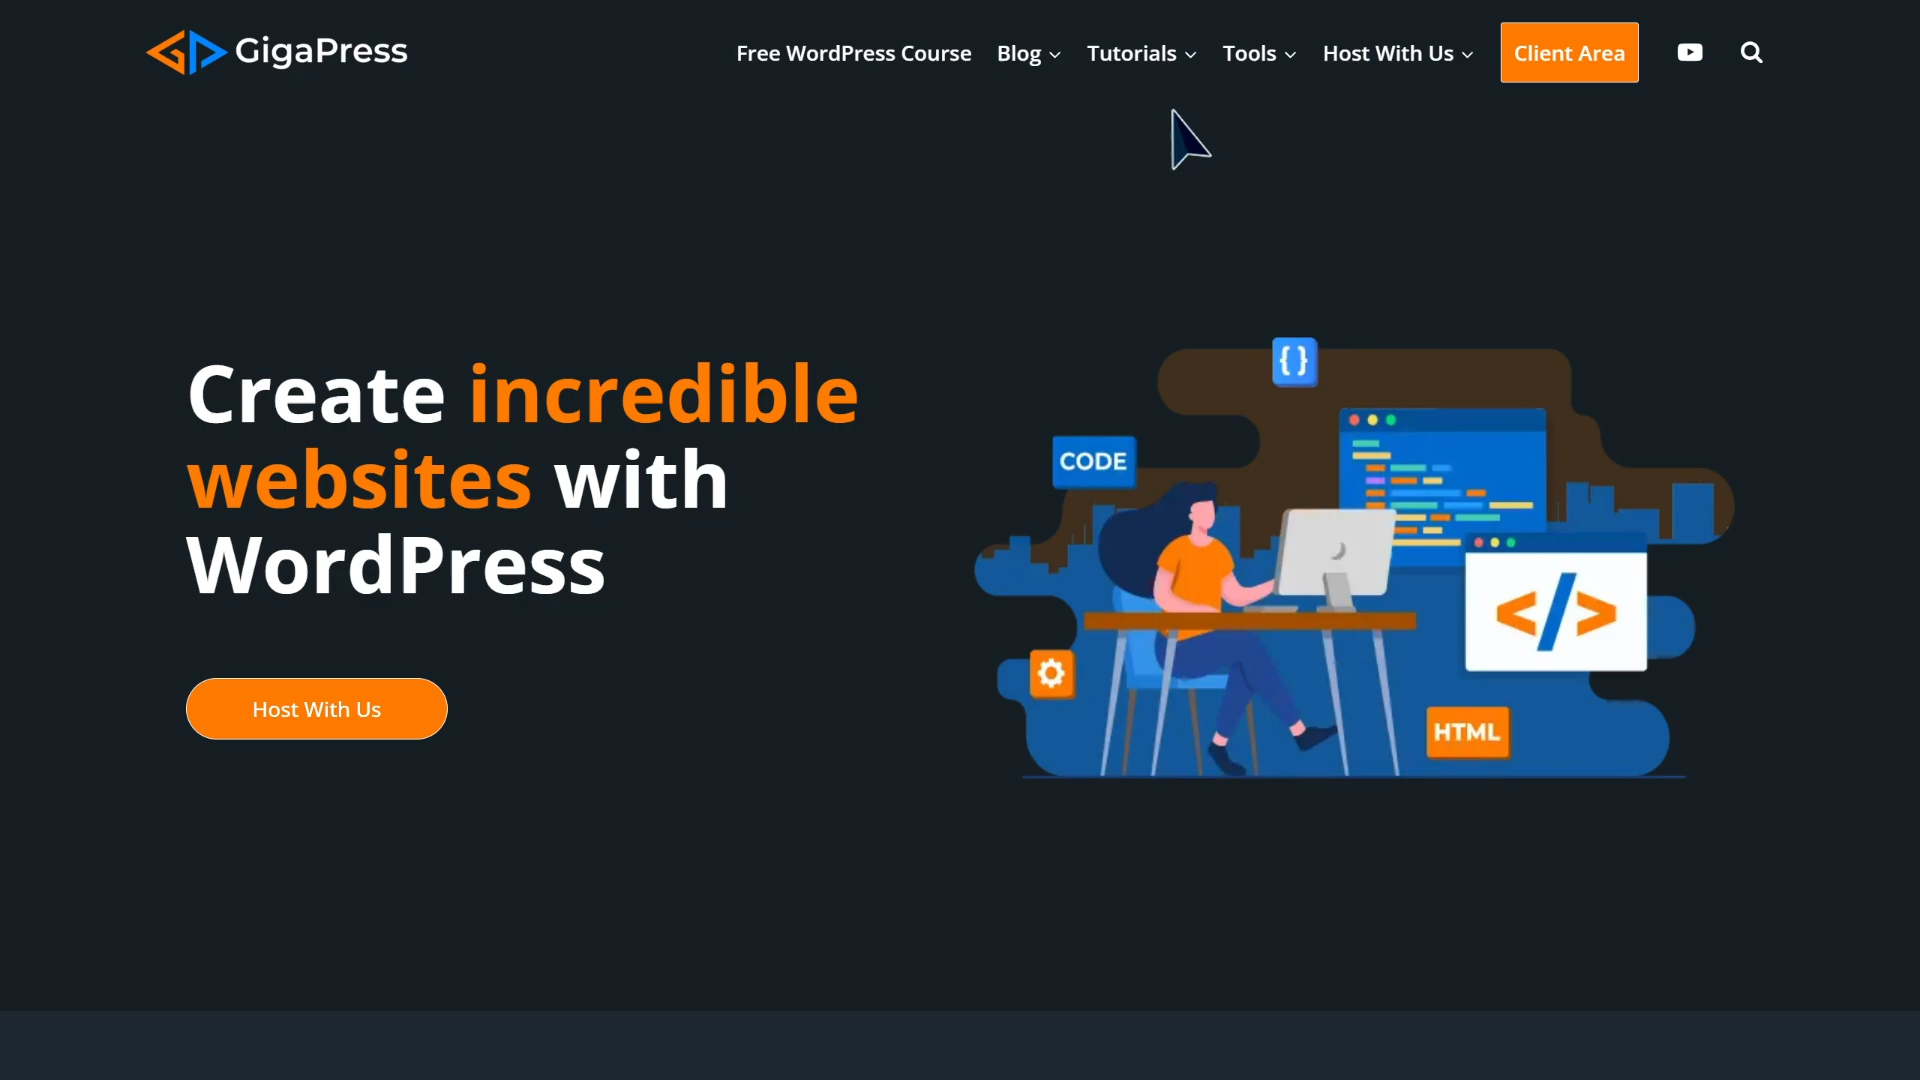 GigaPress
Free WordPress Course Blog Tutorials Tools Host With Us Client Area
Create incredible
websites with
WordPress
Host With Us
{}
CODE
</>
HTML